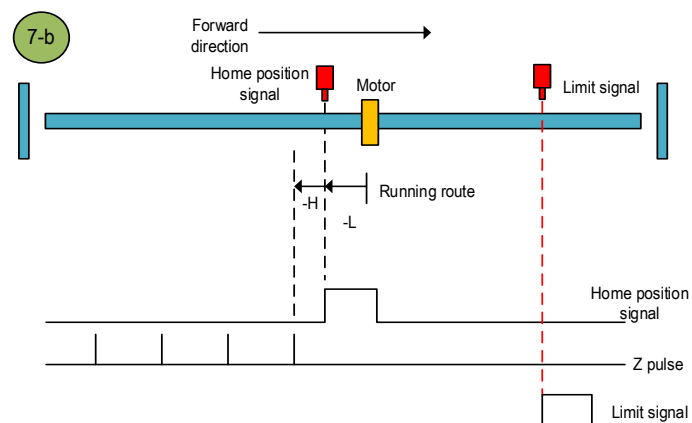 7-b
Forward
direction
Home position
signal
Motor
Limit signal
-H
-L
Running route
Home position
signal
Z pulse
Limit signal